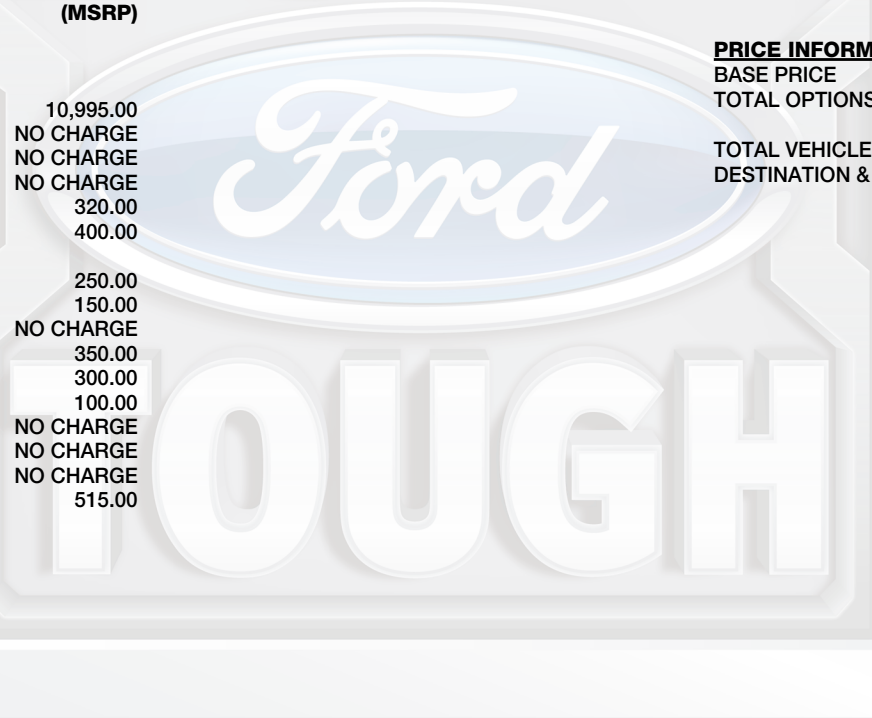 (MSRP)
10,995.00
NO CHARGE
NO CHARGE
NO CHARGE
320.00
400.00
250.00
150.00
NO CHARGE
350.00
300.00
100.00
NO CHARGE
NO CHARGE
NO CHARGE
515.00
PRICE INFORM
BASE PRICE
TOTAL OPTIONS
TOTAL VEHICLE
DESTINATION &
Ford
TOUGH